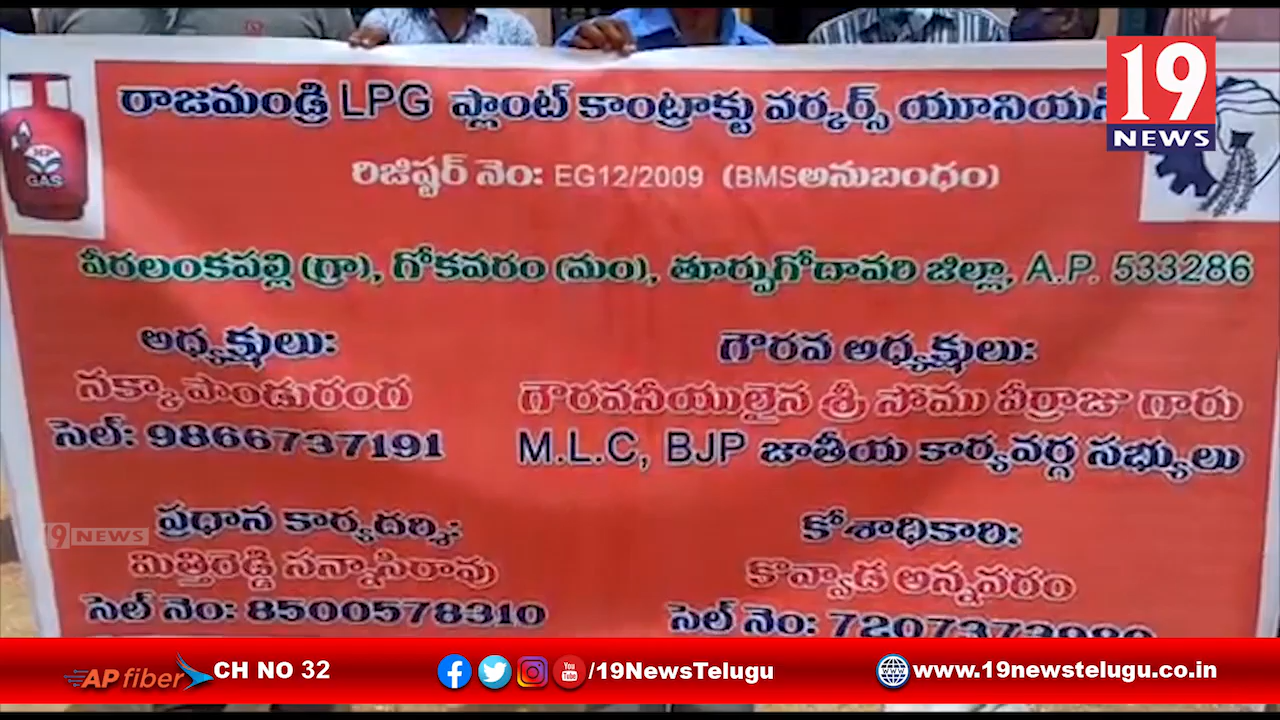 రాజమండ్రి LPG ప్లాంట్ కాంట్రాక్టు వర్కర్స్ యూనియన్
19
NEWS
HP
GAS
రిజిష్టర్ నెం: EG12/2009 (BMSఅనుబంధం)
వీరలంకపల్లి (గ్రా), గోకవరం (మం), తూర్పుగోదావరి జిల్లా, A.P. 533286
అధ్యక్షులు:
నక్కా పాండురంగ
సెల్: 9866737191
గౌరవ అధ్యక్షులు:
గౌరవనీయులైన శ్రీ సోము వీర్రాజు గారు
M.L.C, BJP జాతీయ కార్యవర్గ సభ్యులు
ప్రధాన కార్యదర్శి:
మిత్తిరెడ్డి సన్నాసిరావు
సెల్ నెం: 8500578310
కోశాధికారి:
కొవ్వాడ అన్నవరం
సెల్ నెం:
19 NEWS
AP fiber CH NO 32
/19NewsTelugu
www.19newstelugu.co.in